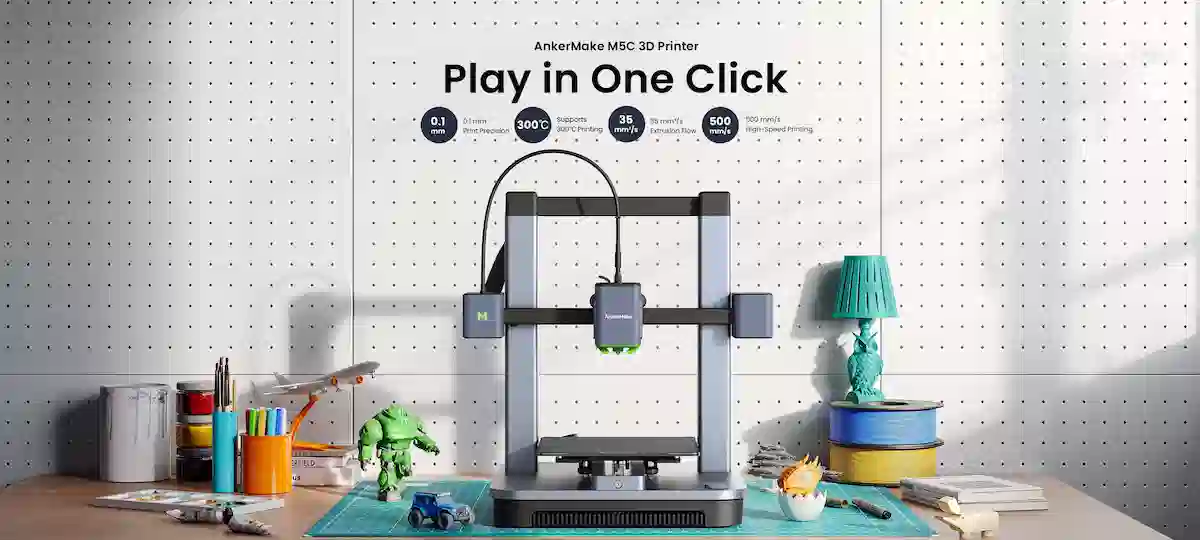 AnkerMake M5C 3D Printer
Play in One Click
0.1
mm
0.1 mm
Print Precision
300℃
Supports
300℃ Printing
35
mm³/s
35 mm³/s
Extrusion Flow
500
mm/s
500 mm/s
High-Speed Printing
M
AnkerMake